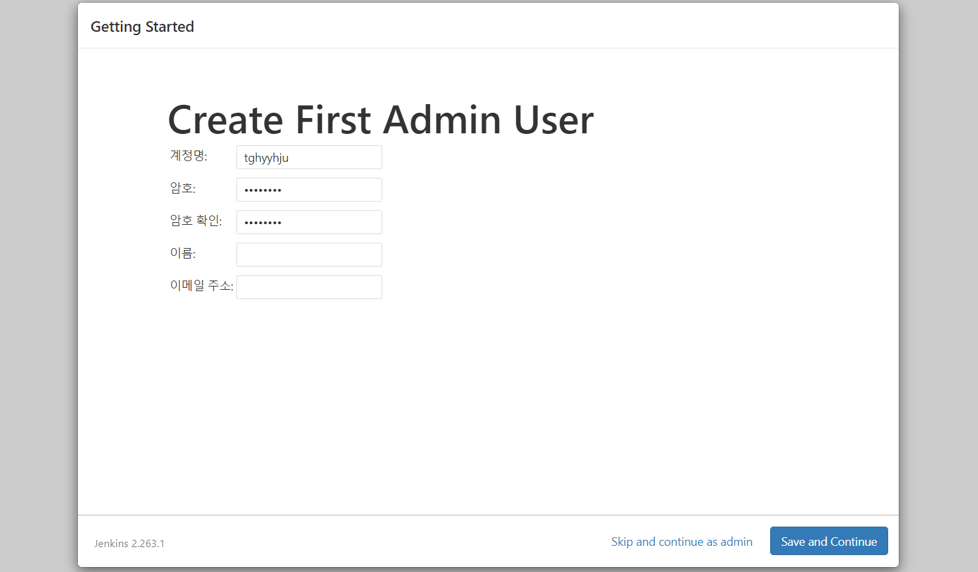 Getting Started
Create First Admin User
계정명: tghyyhju
암호: ••••••••
암호 확인: ••••••••
이름:
이메일 주소:
Jenkins 2.263.1 Skip and continue as admin Save and Continue